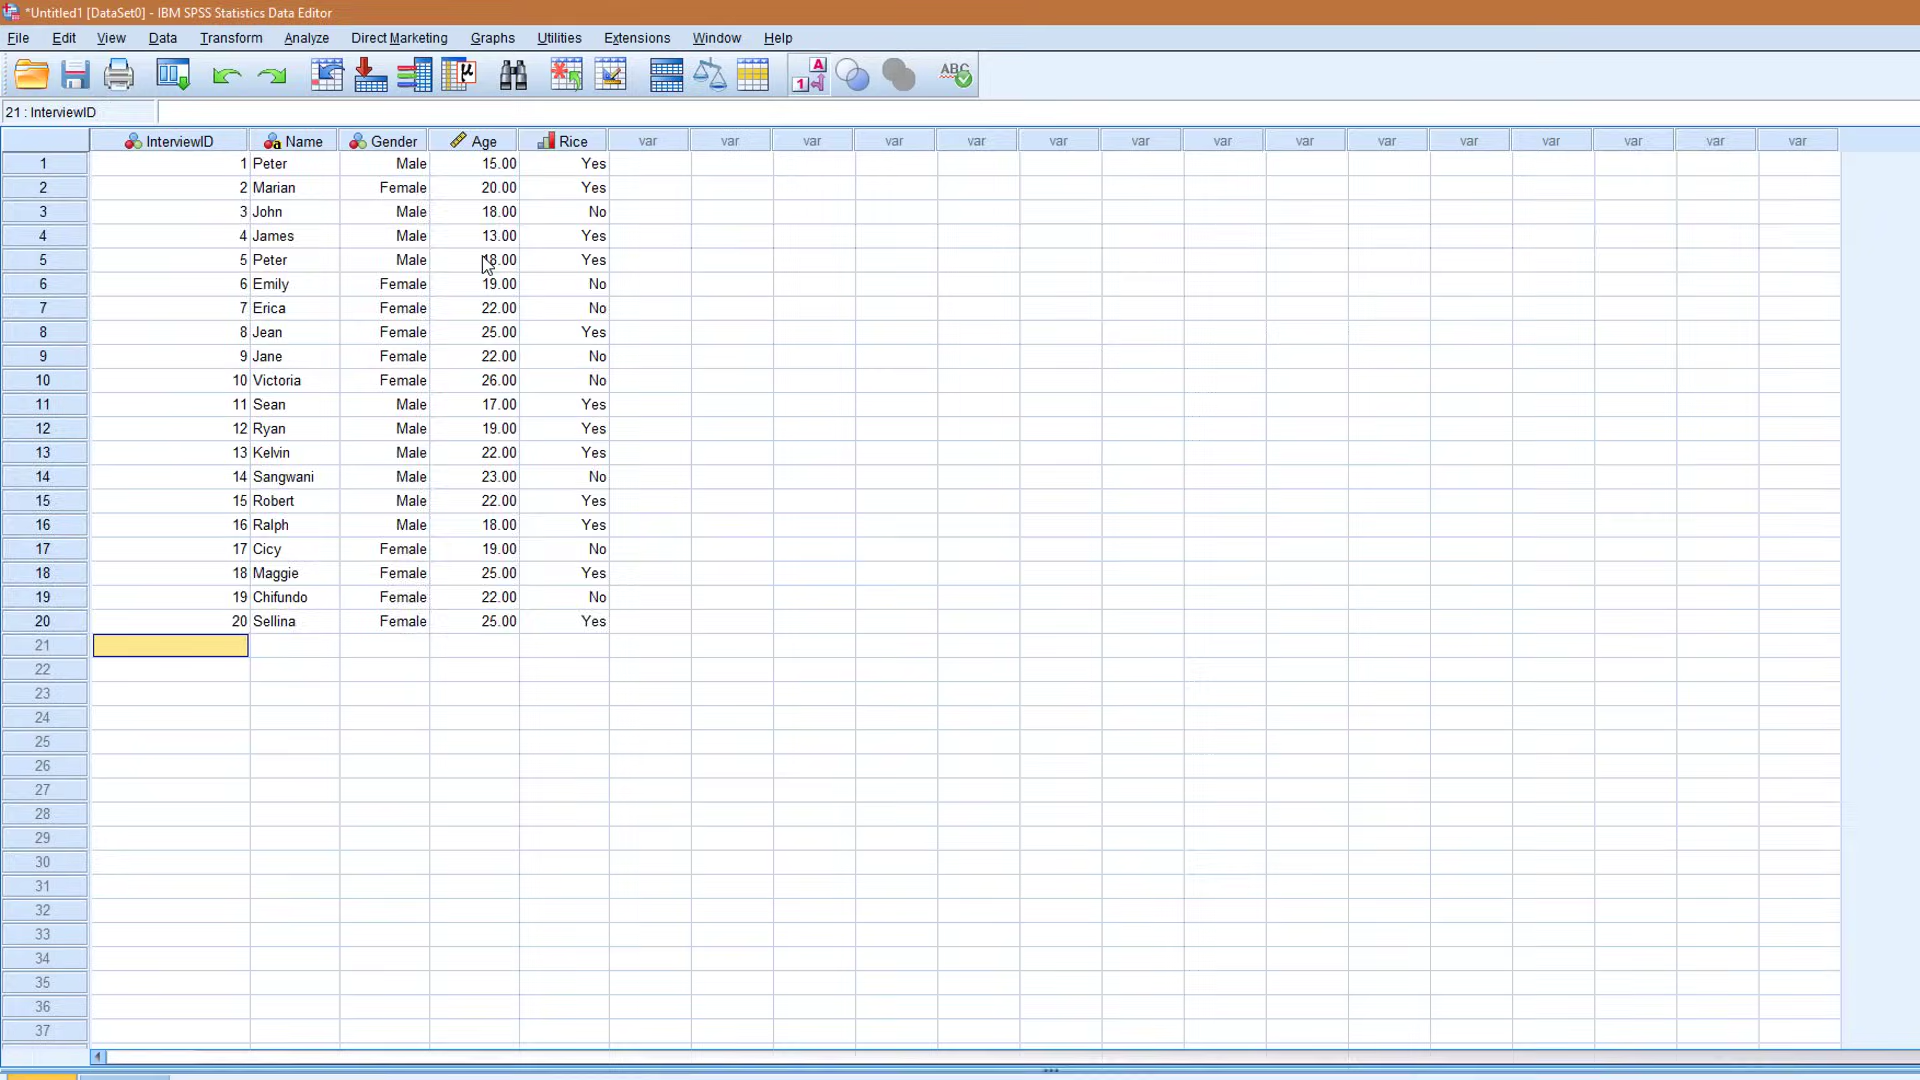 *Untitled1 [DataSet0] - IBM SPSS Statistics Data Editor
File Edit View Data Transform Analyze Direct Marketing Graphs Utilities Extensions Window Help
1 A ABC
21 : InterviewID
InterviewID Name Gender Age Rice var var var var var var var var var var var var var var var
1 1 Peter Male 15.00 Yes
2 2 Marian Female 20.00 Yes
3 3 John Male 18.00 No
4 4 James Male 13.00 Yes
5 5 Peter Male 8.00 Yes
6 6 Emily Female 19.00 No
7 7 Erica Female 22.00 No
8 8 Jean Female 25.00 Yes
9 9 Jane Female 22.00 No
10 10 Victoria Female 26.00 No
11 11 Sean Male 17.00 Yes
12 12 Ryan Male 19.00 Yes
13 13 Kelvin Male 22.00 Yes
14 14 Sangwani Male 23.00 No
15 15 Robert Male 22.00 Yes
16 16 Ralph Male 18.00 Yes
17 17 Cicy Female 19.00 No
18 18 Maggie Female 25.00 Yes
19 19 Chifundo Female 22.00 No
20 20 Sellina Female 25.00 Yes
21
22
23
24
25
26
27
28
29
30
31
32
33
34
35
36
37